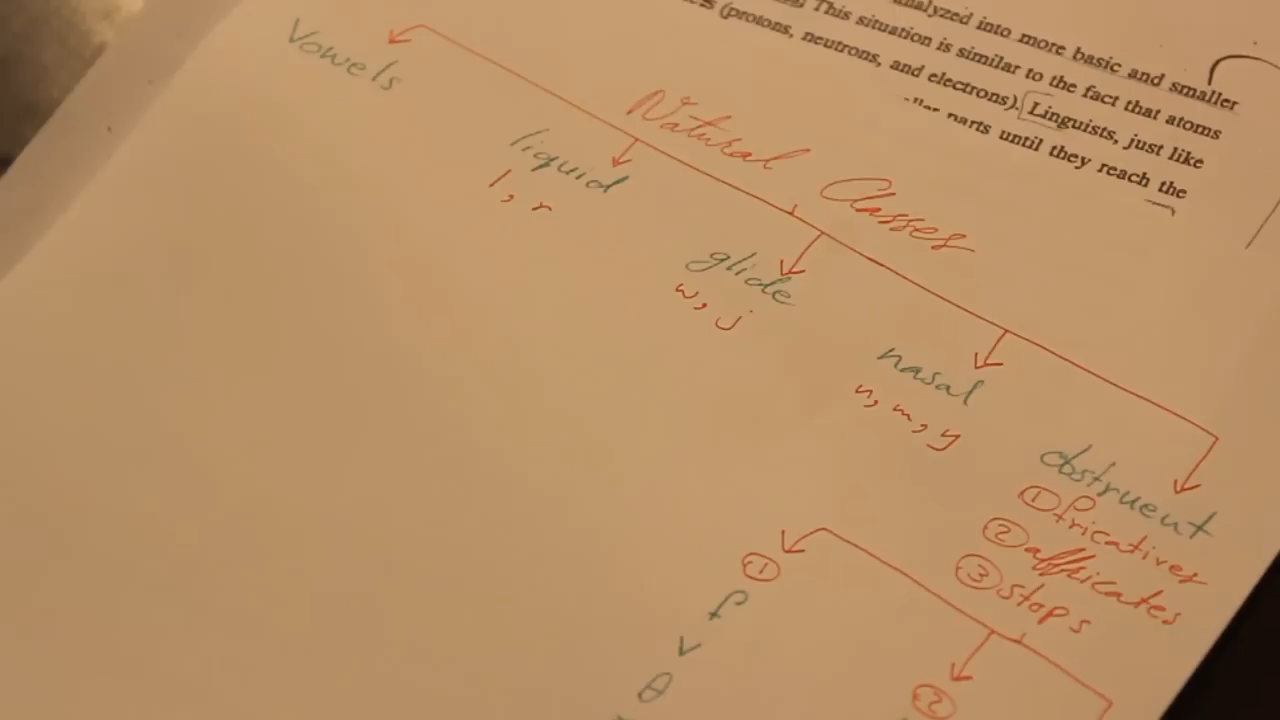 analyzed into more basic and smaller
This situation is similar to the fact that atoms
(protons, neutrons, and electrons). Linguists, just like
parts until they reach the
Natural Classes
Vowels
liquid
l, r
glide
w, j
nasal
n, m, y
obstruent
① fricatives
② affricates
③ stops
①
f
v
θ
②